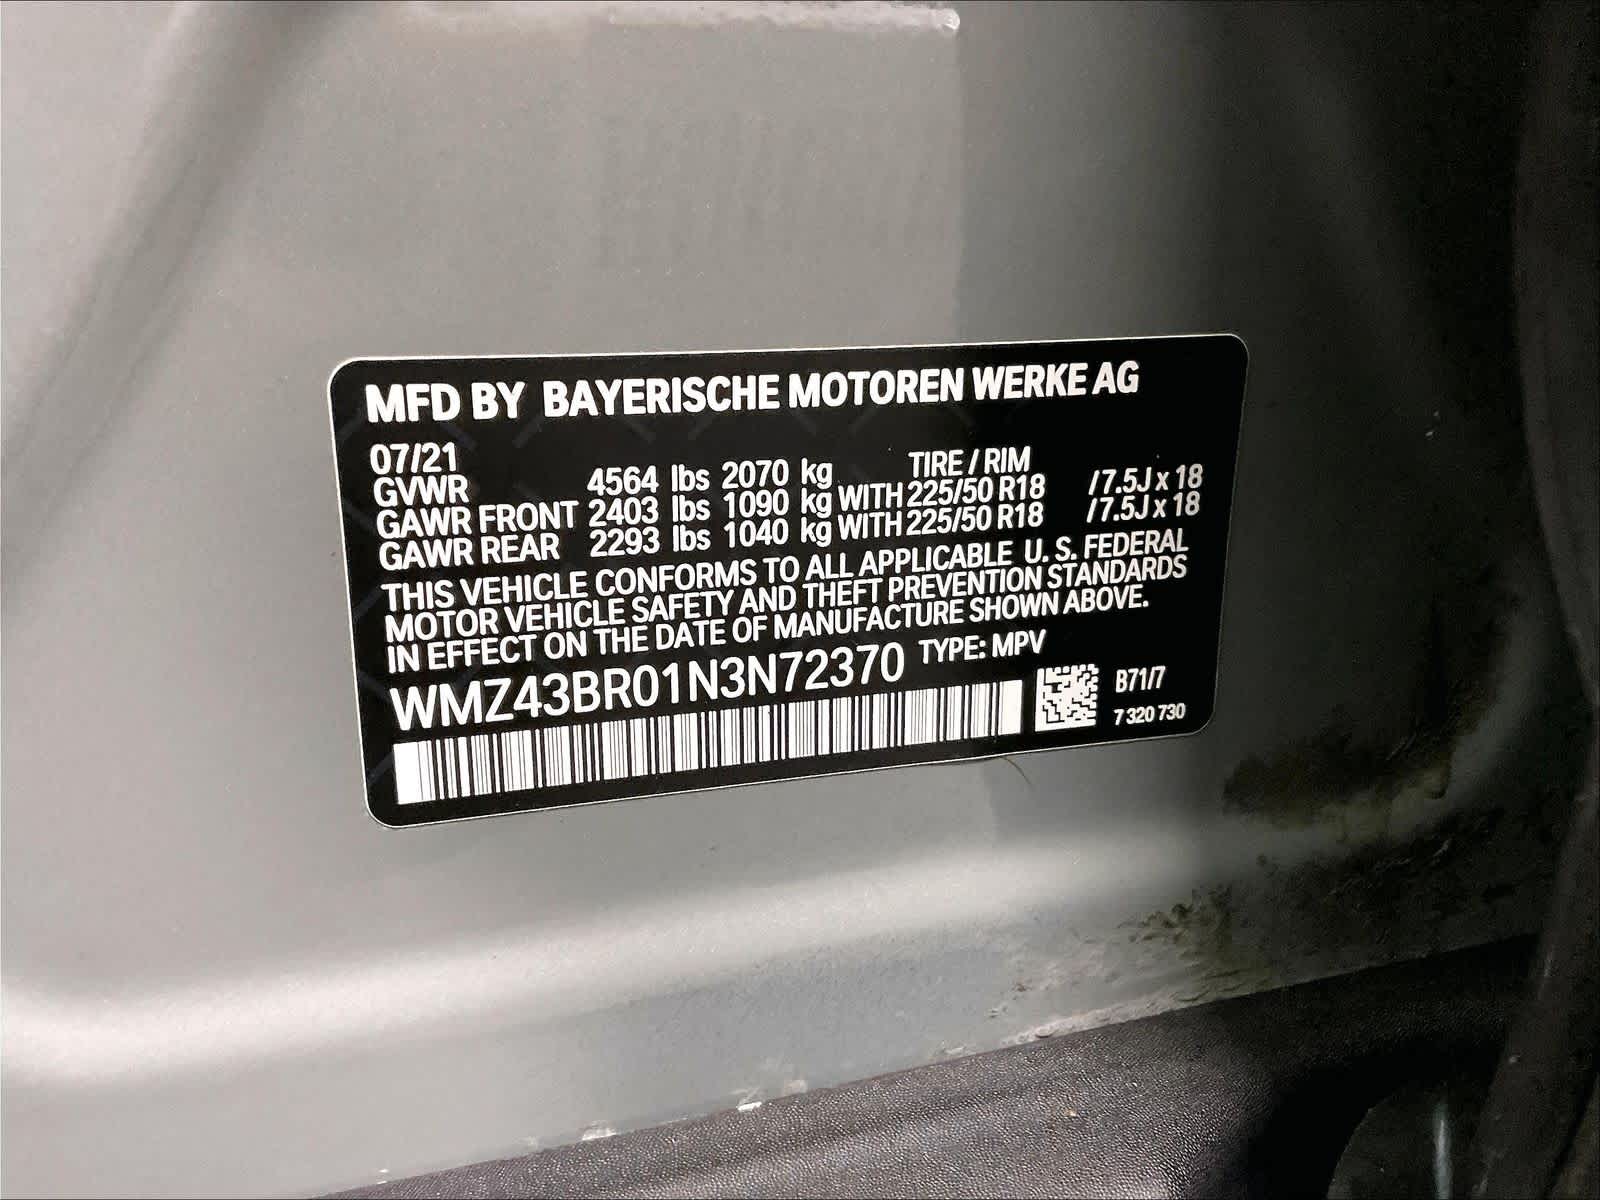 MFD BY BAYERISCHE MOTOREN WERKE AG
07/21 TIRE / RIM
GVWR 4564 lbs 2070 kg
GAWR FRONT 2403 lbs 1090 kg WITH 225/50 R18 /7.5J x 18
GAWR REAR 2293 lbs 1040 kg WITH 225/50 R18 /7.5J x 18
THIS VEHICLE CONFORMS TO ALL APPLICABLE U. S. FEDERAL
MOTOR VEHICLE SAFETY AND THEFT PREVENTION STANDARDS
IN EFFECT ON THE DATE OF MANUFACTURE SHOWN ABOVE.
WMZ43BR01N3N72370 TYPE: MPV
B71/7
7 320 730